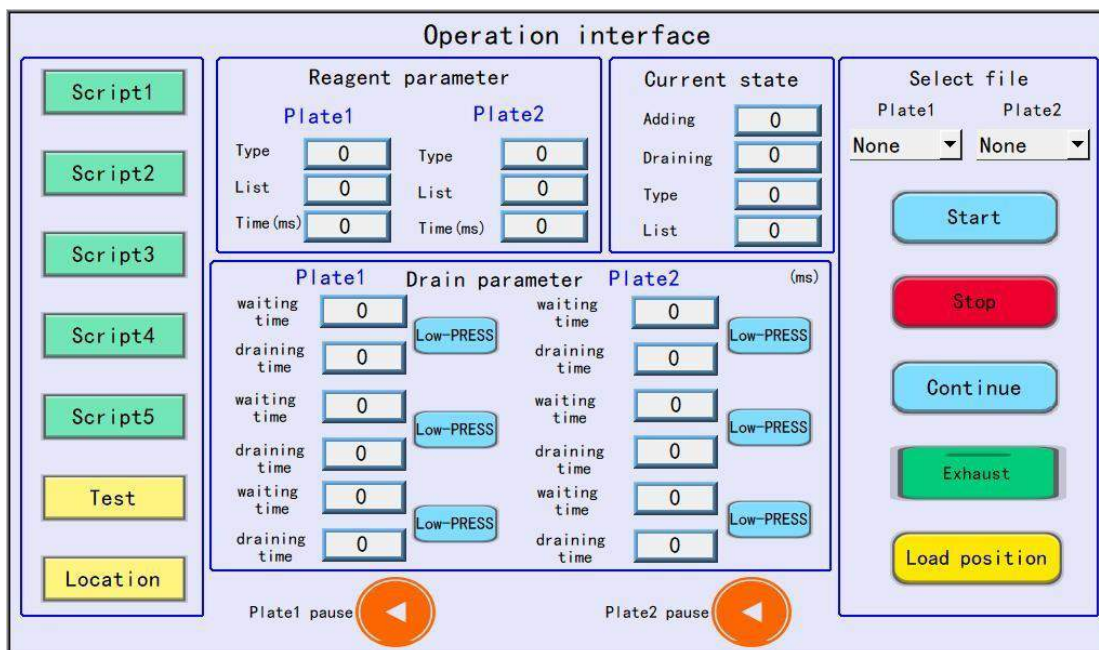 Operation interface
Script1
Script2
Script3
Script4
Script5
Test
Location
Reagent parameter
Plate1 Plate2
Type 0 Type 0
List 0 List 0
Time(ms) 0 Time(ms) 0
Current state
Adding 0
Draining 0
Type 0
List 0
Plate1 Drain parameter Plate2 (ms)
waiting time 0 Low-PRESS waiting time 0 Low-PRESS
draining time 0 draining time 0
waiting time 0 Low-PRESS waiting time 0 Low-PRESS
draining time 0 draining time 0
waiting time 0 Low-PRESS waiting time 0 Low-PRESS
draining time 0 draining time 0
Plate1 pause Plate2 pause
Select file
Plate1 Plate2
None None
Start
Stop
Continue
Exhaust
Load position